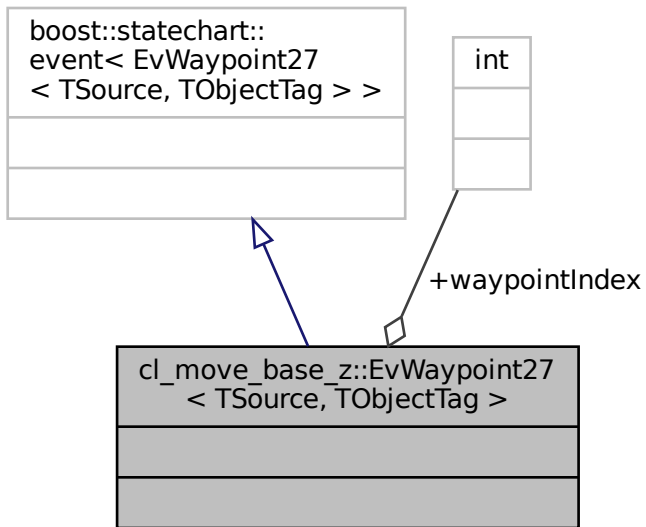 boost::statechart::
event< EvWaypoint27
< TSource, TObjectTag > >
int
+waypointIndex
cl_move_base_z::EvWaypoint27
< TSource, TObjectTag >